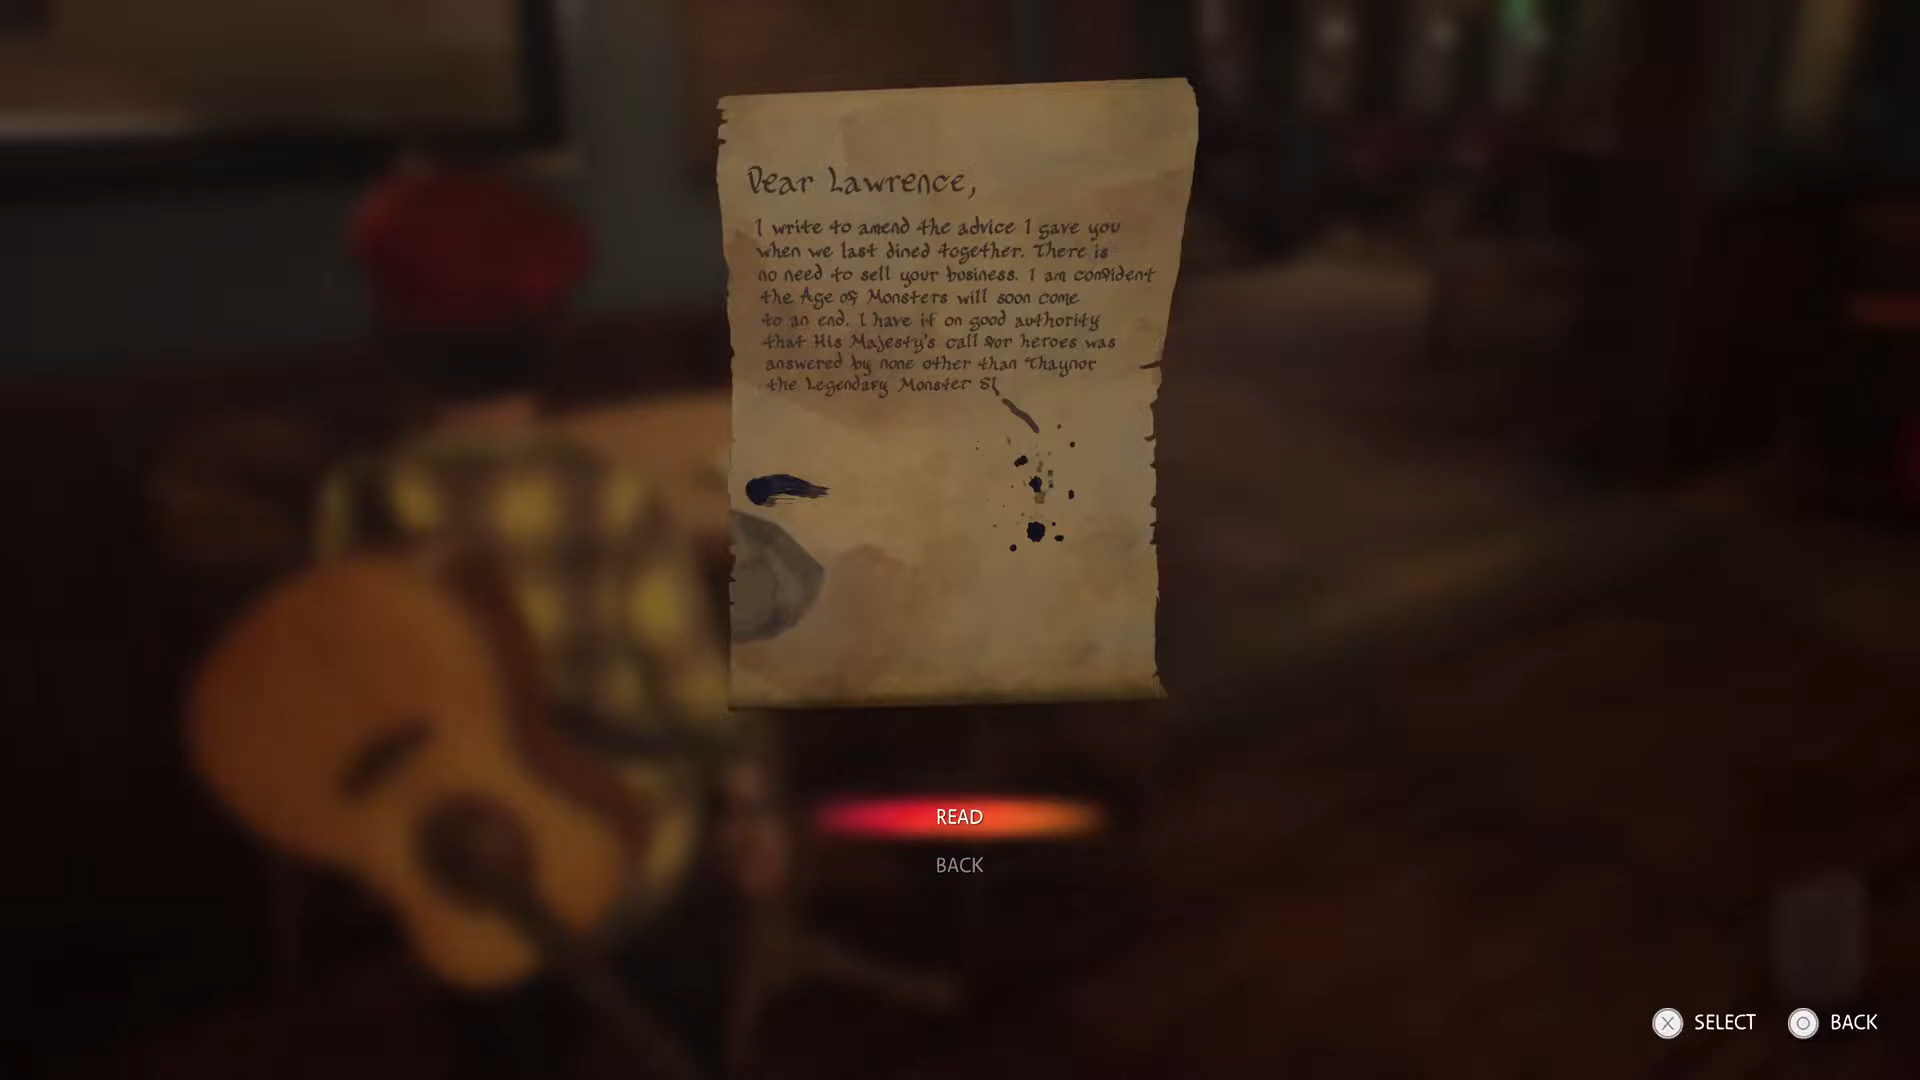 Dear Lawrence,
I write to amend the advice I gave you
when we last dined together. There is
no need to sell your business. I am confident
the Age of Monsters will soon come
to an end. I have it on good authority
that His Majesty's call for heroes was
answered by none other than Thaynor
the Legendary Monster Sl
READ
BACK
SELECT
BACK